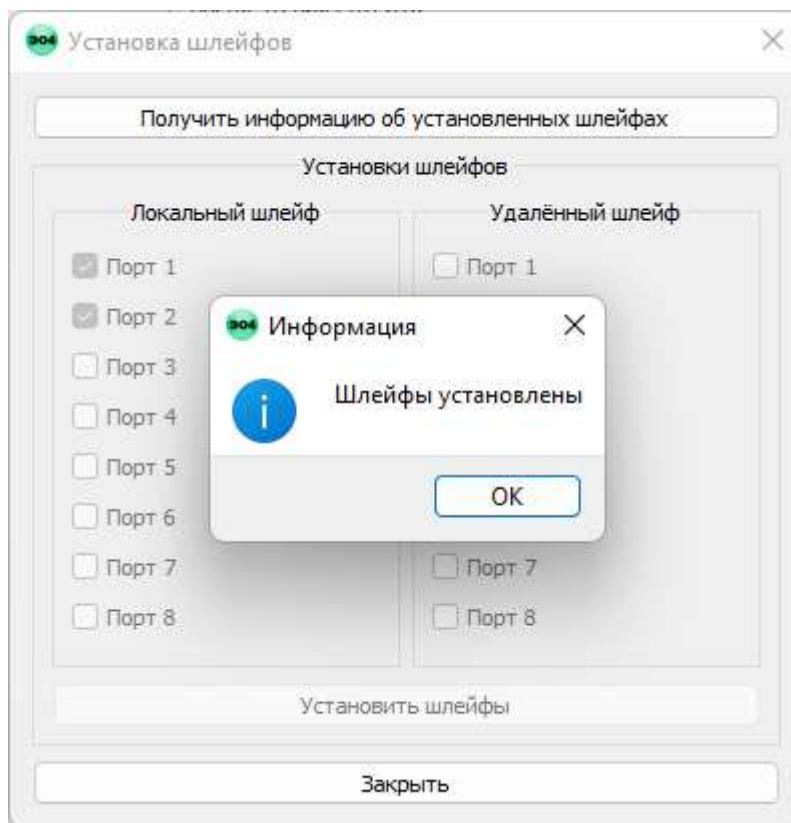 Установка шлейфов
Получить информацию об установленных шлейфах
Установки шлейфов
Локальный шлейф
Порт 1
Порт 2
Порт 3
Порт 4
Порт 5
Порт 6
Порт 7
Порт 8
Удалённый шлейф
Порт 1
Порт 7
Порт 8
ЭО4 Информация
Шлейфы установлены
ОК
Установить шлейфы
Закрыть